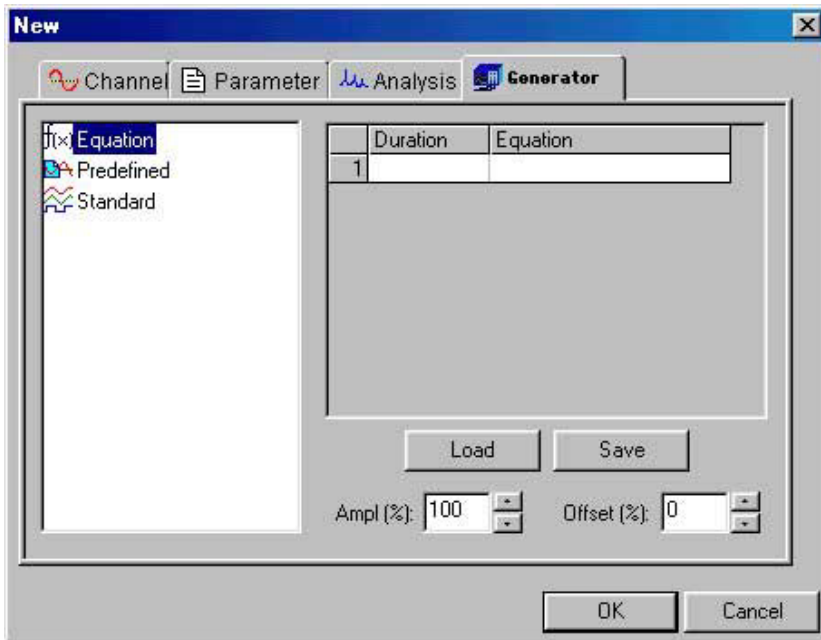 New
Channel Parameter Analysis Generator
f(x) Equation
Predefined
Standard
Duration Equation
1
Load Save
Ampl (%): 100 Offset (%): 0
OK Cancel